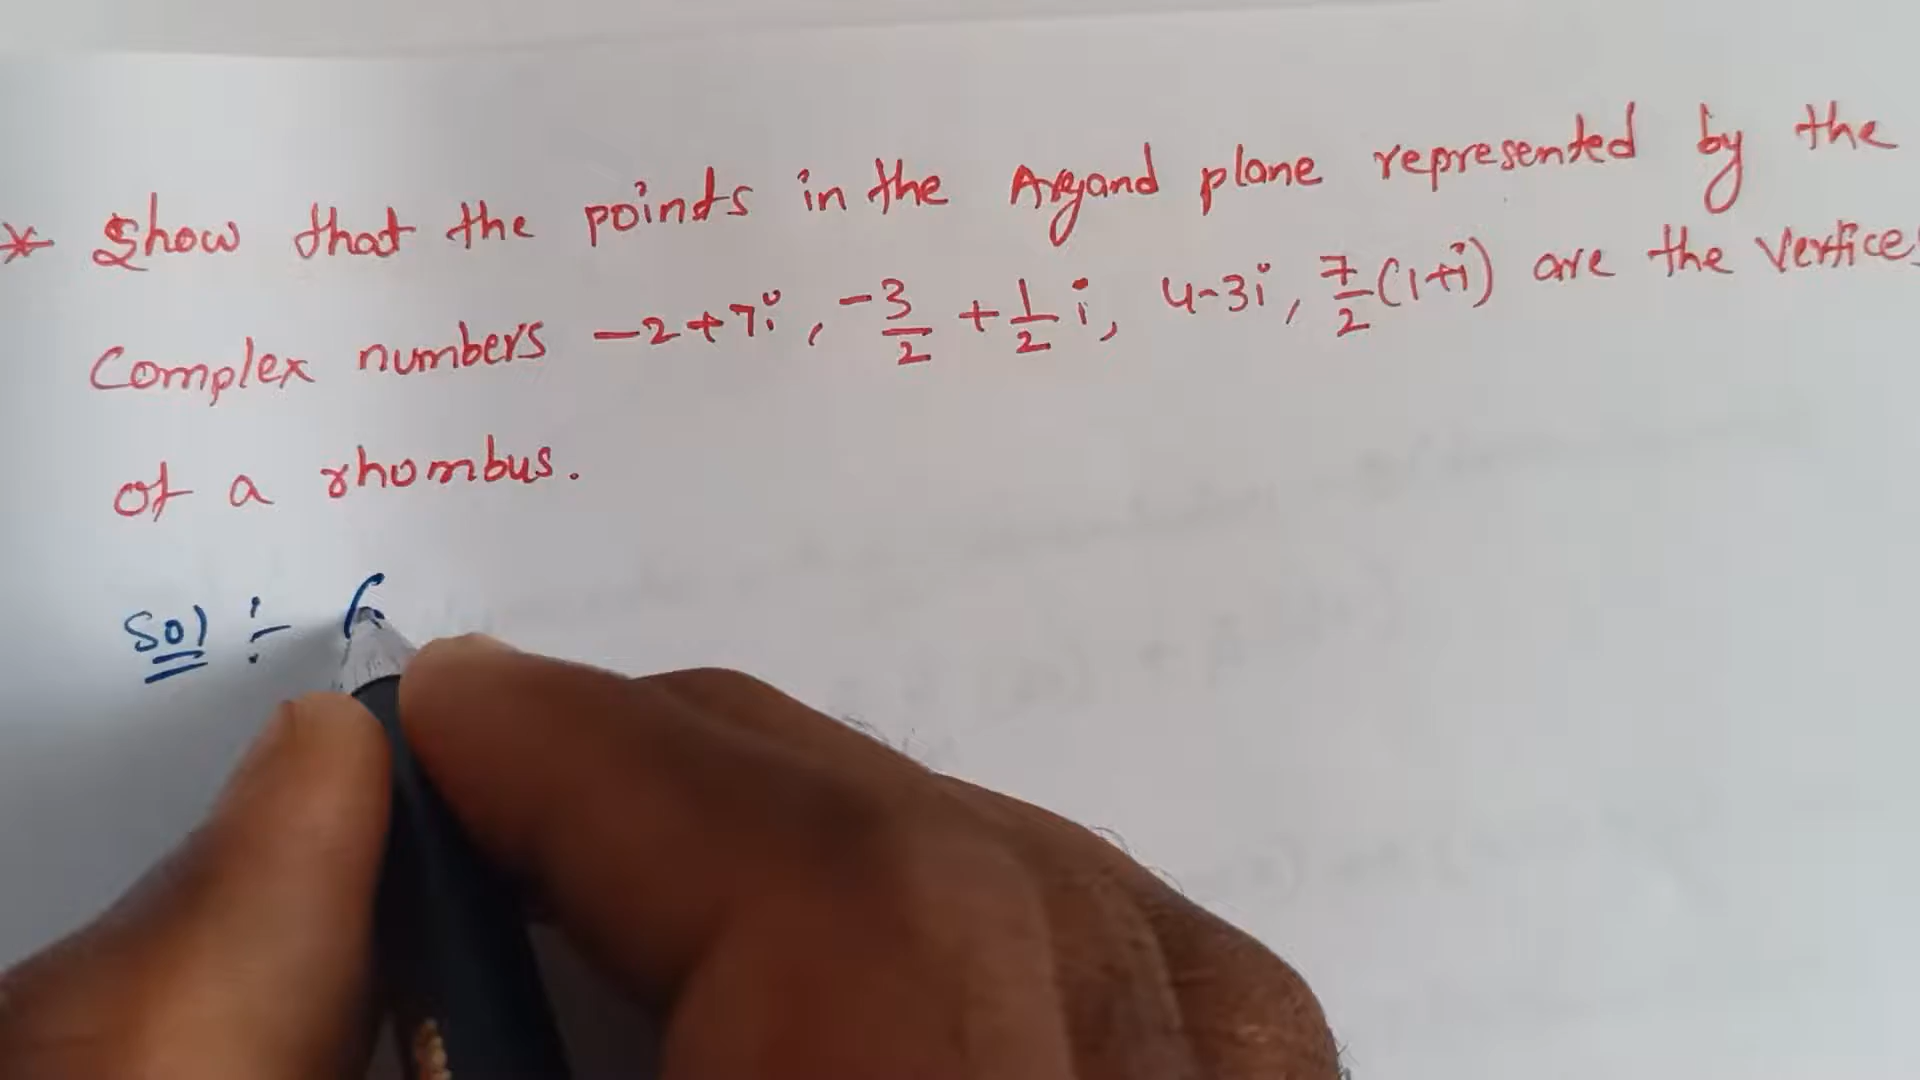 * Show that the points in the Argand plane represented by the
Complex numbers -2+7i, -3/2 + 1/2 i, 4-3i, 7/2 (1+i) are the vertices
of a rhombus.
Sol :-